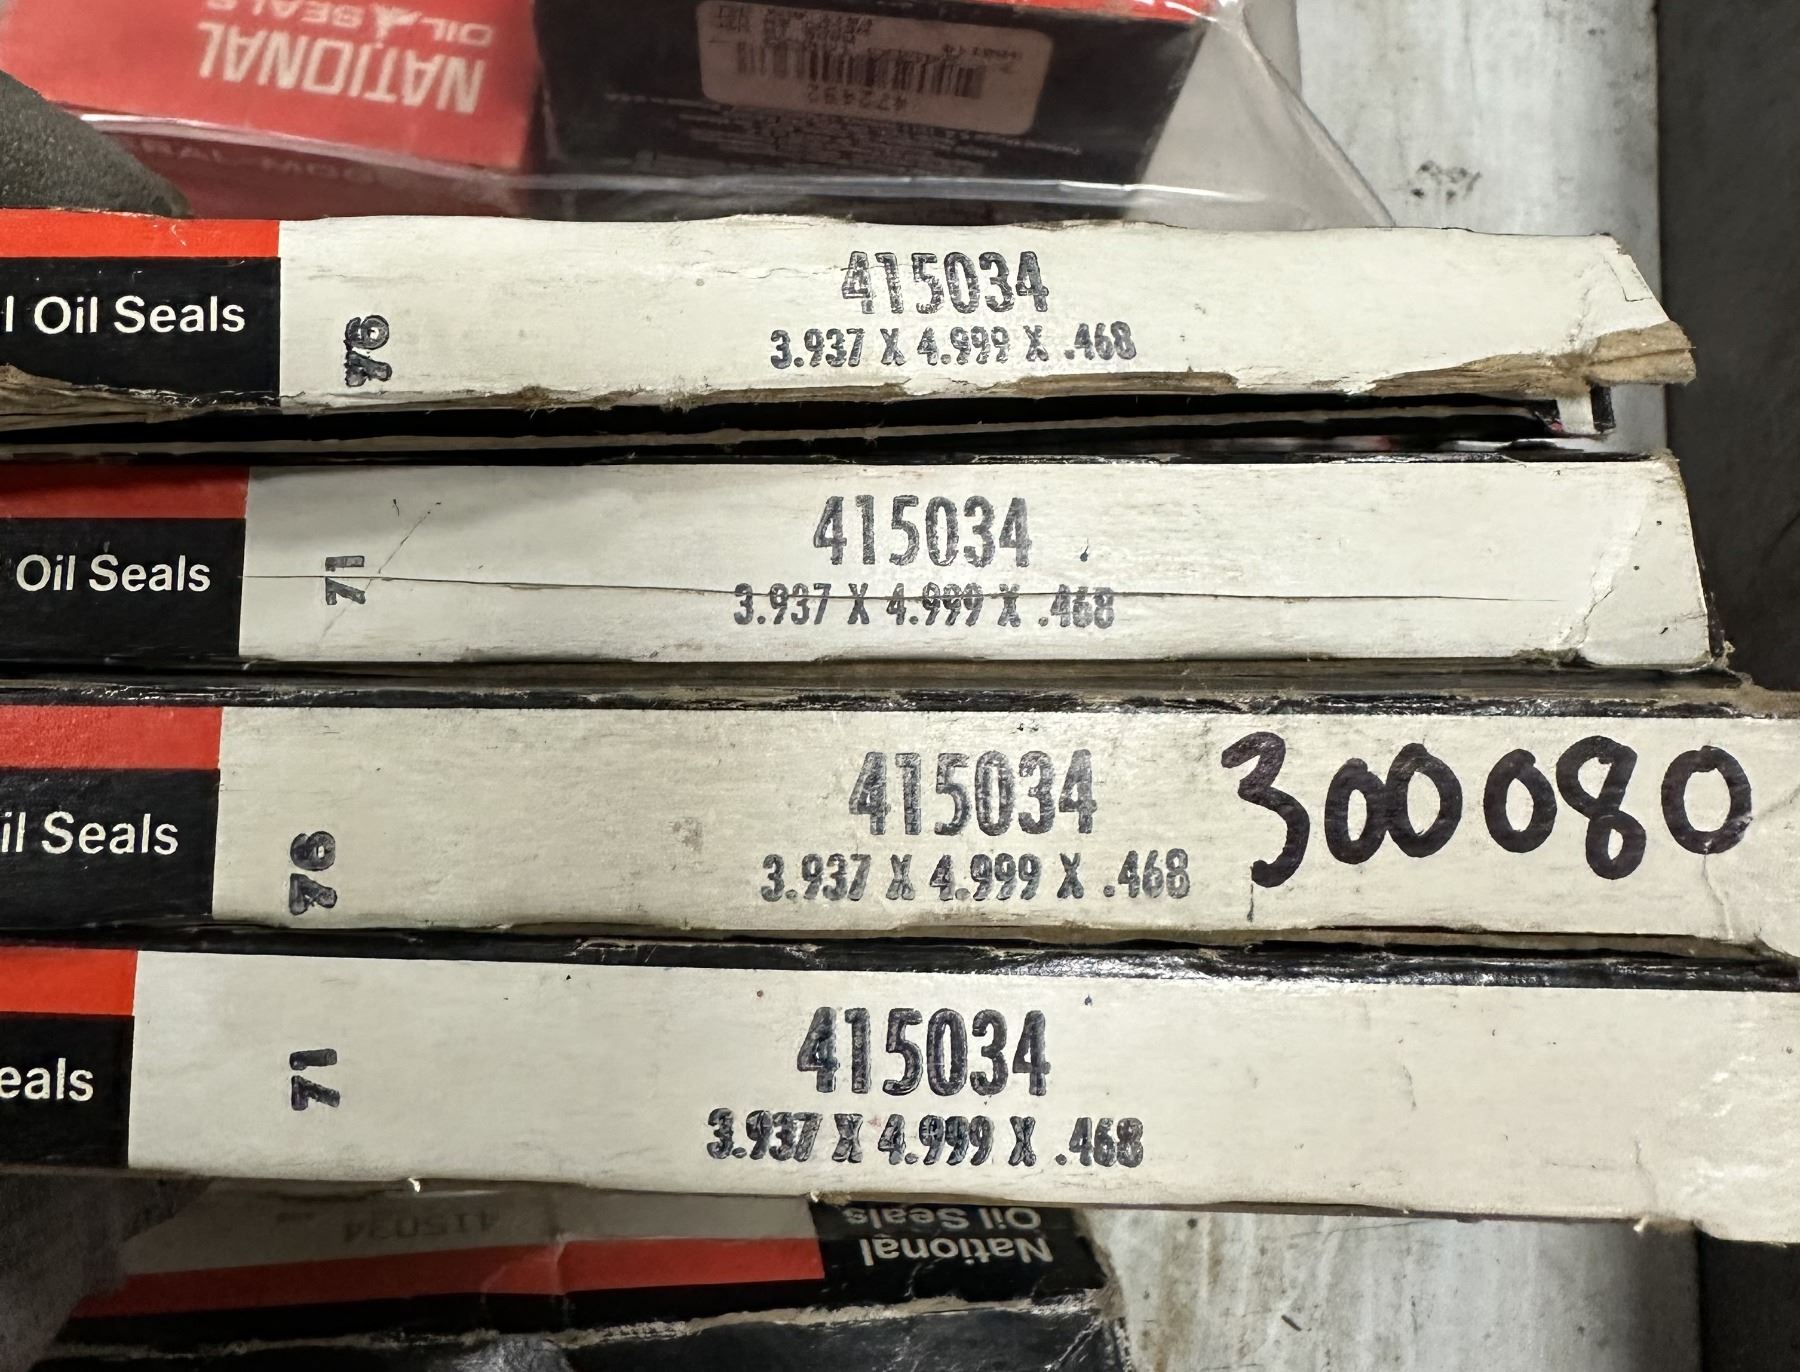 NATIONAL
OIL SEALS
472492
l Oil Seals
76
415034
3.937 X 4.999 X .468
Oil Seals
71
415034
3.937 X 4.999 X .468
il Seals
76
415034
3.937 X 4.999 X .468
300080
eals
71
415034
3.937 X 4.999 X .468
National
Oil Seals
415034